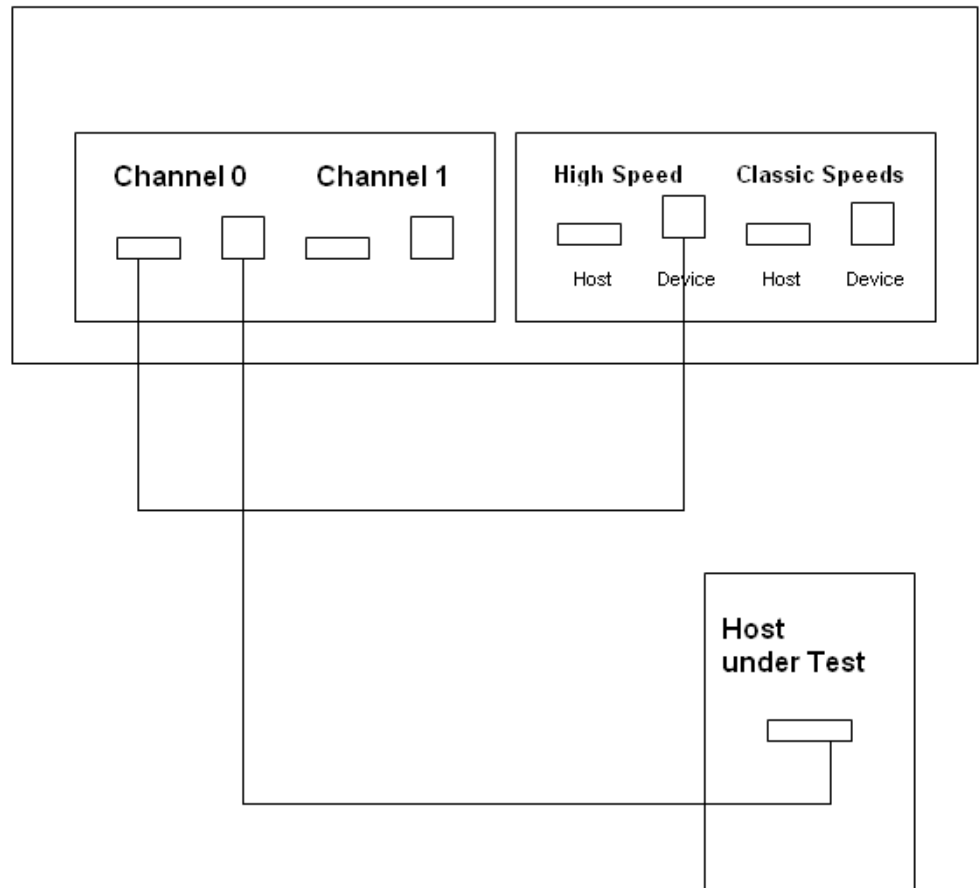 Channel 0
Channel 1
High Speed
Classic Speeds
Host
Device
Host
Device
Host
under Test